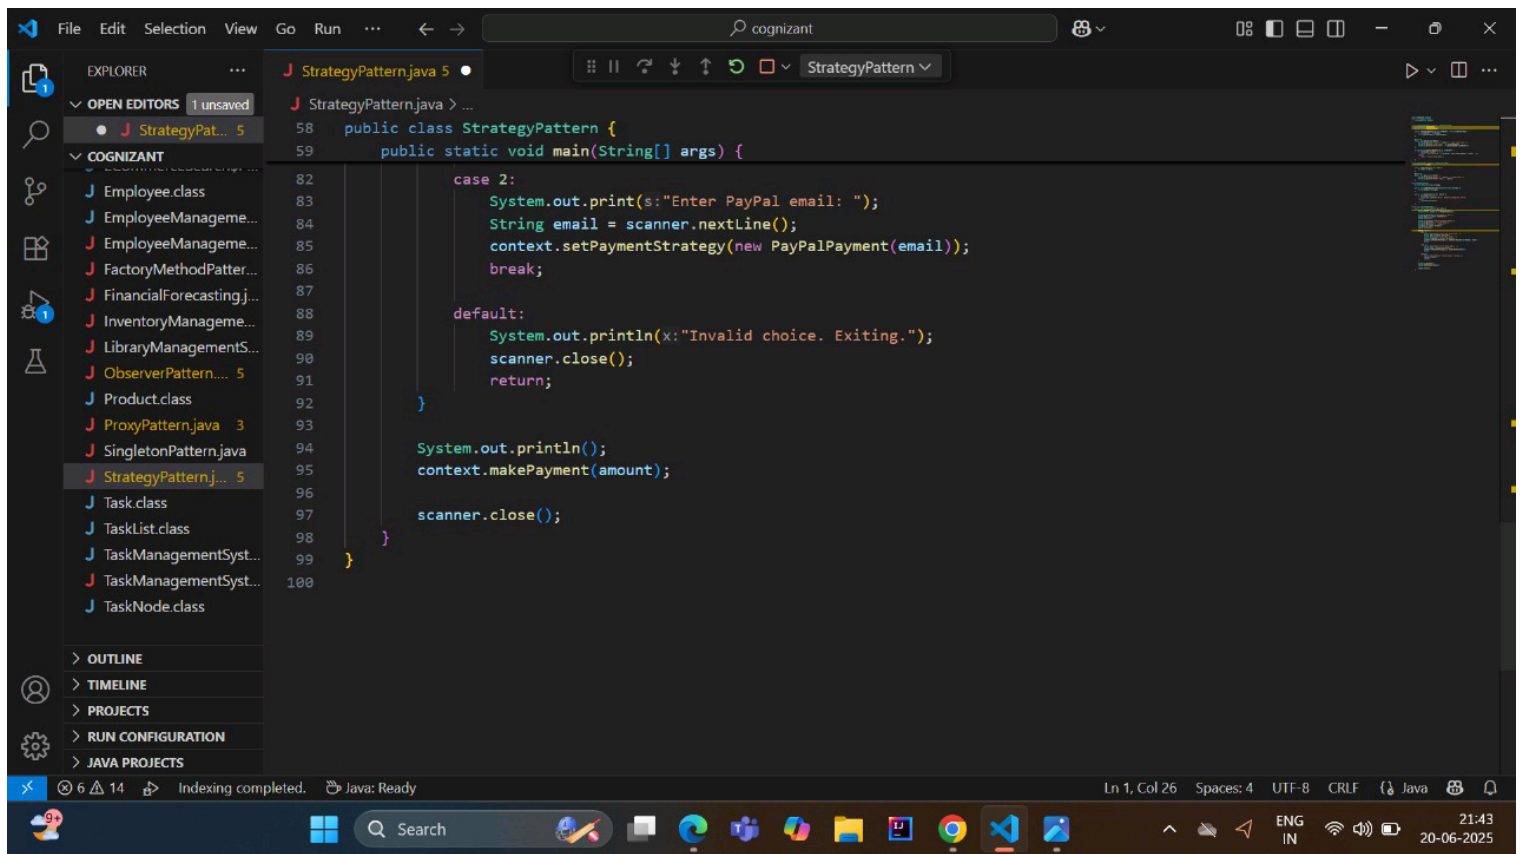 File Edit Selection View Go Run ··· cognizant
EXPLORER ···
OPEN EDITORS 1 unsaved
StrategyPat... 5
COGNIZANT
Employee.class
EmployeeManageme...
EmployeeManageme...
FactoryMethodPatter...
FinancialForecasting.j...
InventoryManageme...
LibraryManagementS...
ObserverPattern.... 5
Product.class
ProxyPattern.java 3
SingletonPattern.java
StrategyPattern.j... 5
Task.class
TaskList.class
TaskManagementSyst...
TaskManagementSyst...
TaskNode.class
OUTLINE
TIMELINE
PROJECTS
RUN CONFIGURATION
JAVA PROJECTS
StrategyPattern.java 5
StrategyPattern
StrategyPattern.java > ...
58 public class StrategyPattern {
59 public static void main(String[] args) {
82 case 2:
83 System.out.print(s:"Enter PayPal email: ");
84 String email = scanner.nextLine();
85 context.setPaymentStrategy(new PayPalPayment(email));
86 break;
87
88 default:
89 System.out.println(x:"Invalid choice. Exiting.");
90 scanner.close();
91 return;
92 }
93
94 System.out.println();
95 context.makePayment(amount);
96
97 scanner.close();
98 }
99 }
100
6 14 Indexing completed. Java: Ready Ln 1, Col 26 Spaces: 4 UTF-8 CRLF Java
9+ Search ENG IN 21:43 20-06-2025